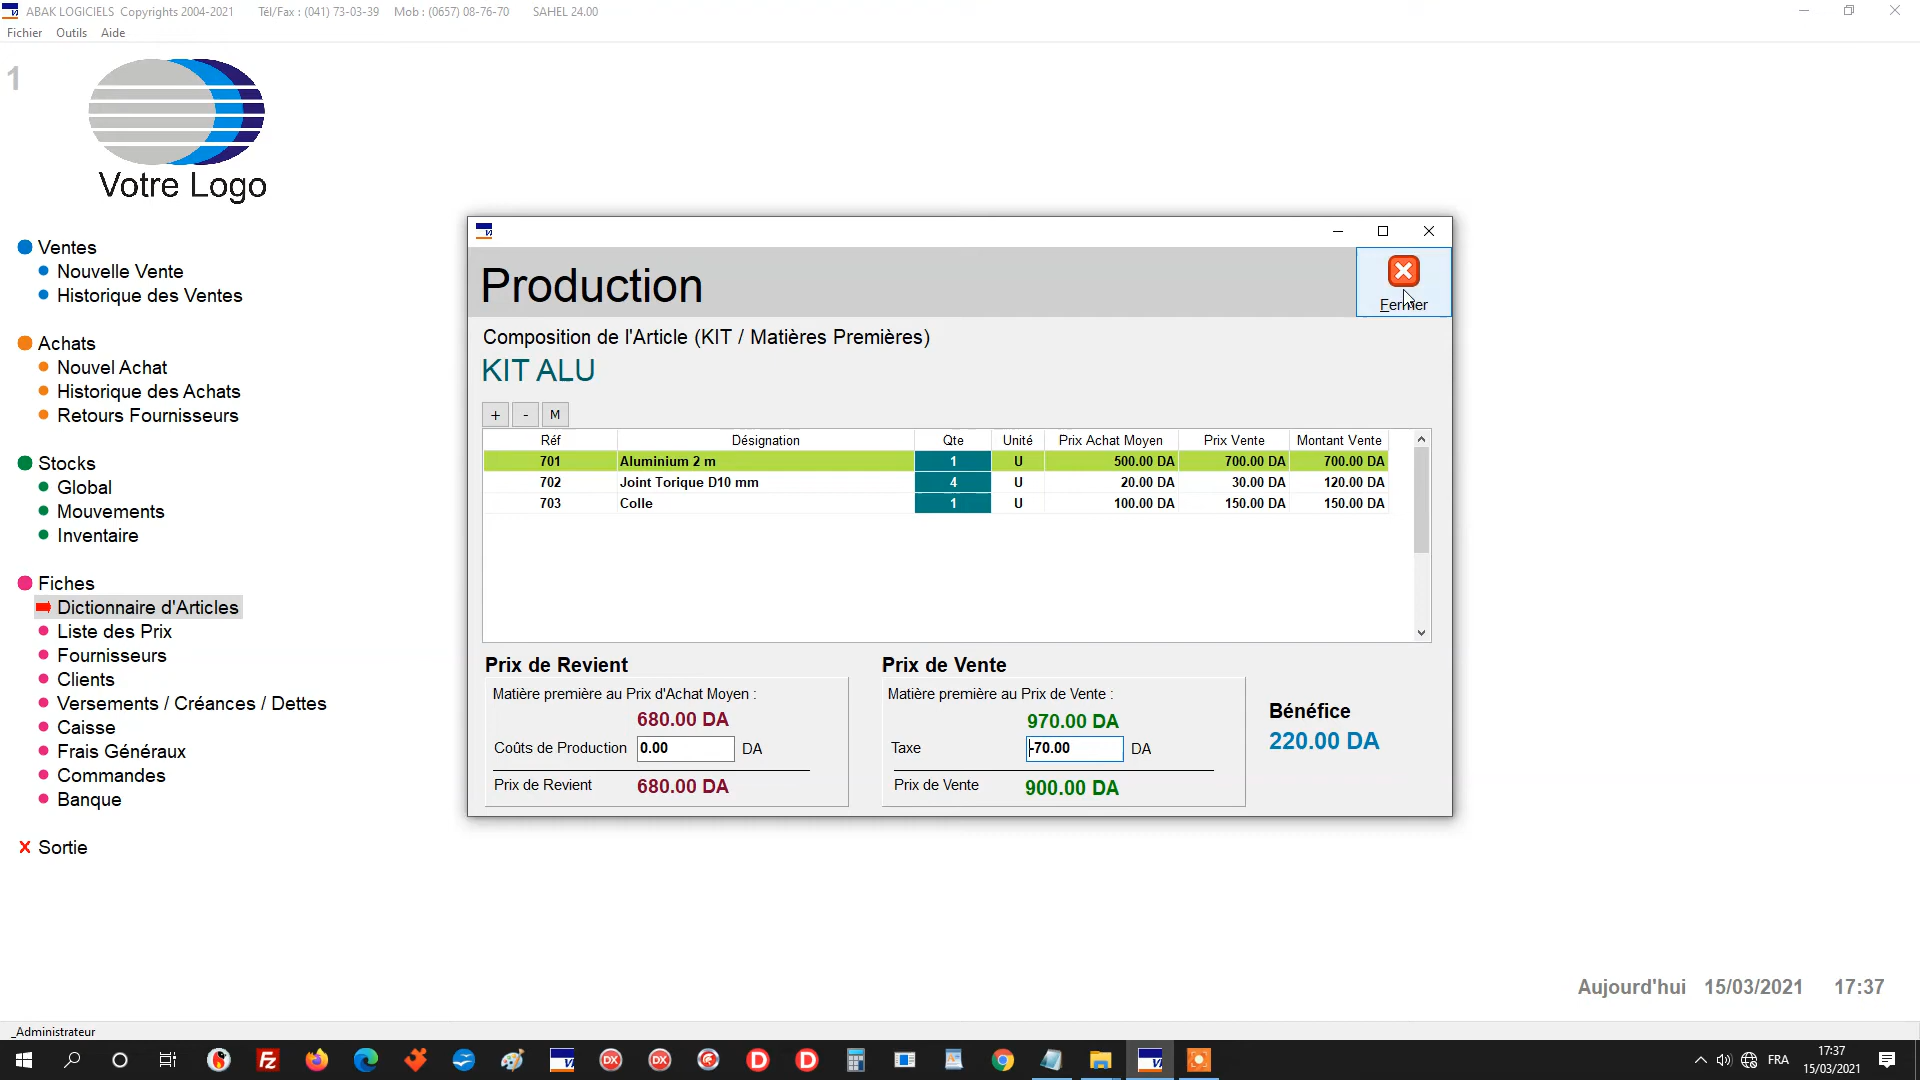 ABAK LOGICIELS Copyrights 2004-2021 Tél/Fax : (041) 73-03-39 Mob : (0657) 08-76-70 SAHEL 24.00
Fichier Outils Aide
1
Votre Logo
Ventes
Nouvelle Vente
Historique des Ventes
Achats
Nouvel Achat
Historique des Achats
Retours Fournisseurs
Stocks
Global
Mouvements
Inventaire
Fiches
Dictionnaire d'Articles
Liste des Prix
Fournisseurs
Clients
Versements / Créances / Dettes
Caisse
Frais Généraux
Commandes
Banque
Sortie
Production
Fermer
Composition de l'Article (KIT / Matières Premières)
KIT ALU
+ - M
Réf Désignation Qte Unité Prix Achat Moyen Prix Vente Montant Vente
701 Aluminium 2 m 1 U 500.00 DA 700.00 DA 700.00 DA
702 Joint Torique D10 mm 4 U 20.00 DA 30.00 DA 120.00 DA
703 Colle 1 U 100.00 DA 150.00 DA 150.00 DA
Prix de Revient
Matière première au Prix d'Achat Moyen :
680.00 DA
Coûts de Production 0.00 DA
Prix de Revient 680.00 DA
Prix de Vente
Matière première au Prix de Vente :
970.00 DA
Taxe -70.00 DA
Prix de Vente 900.00 DA
Bénéfice
220.00 DA
Aujourd'hui 15/03/2021 17:37
_Administrateur
FRA
17:37
15/03/2021